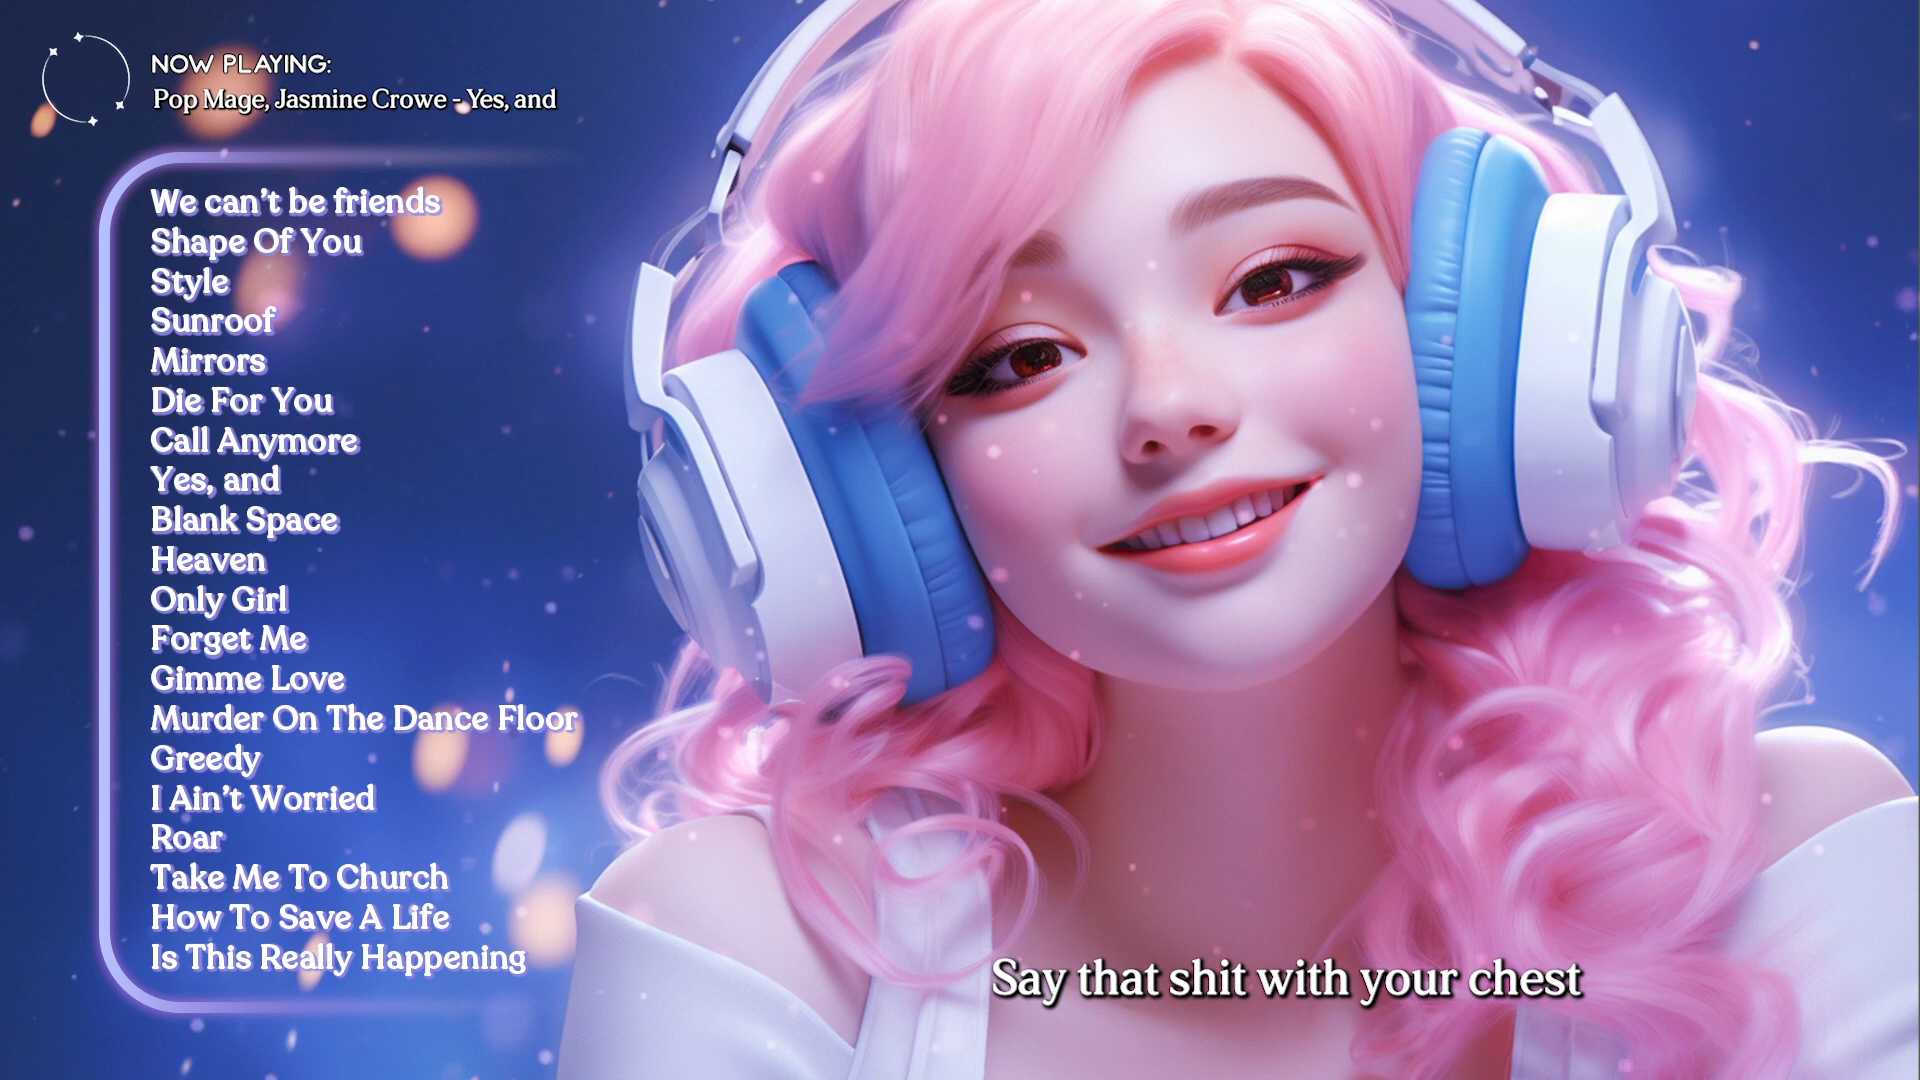 NOW PLAYING:
Pop Mage, Jasmine Crowe - Yes, and
We can't be friends
Shape Of You
Style
Sunroof
Mirrors
Die For You
Call Anymore
Yes, and
Blank Space
Heaven
Only Girl
Forget Me
Gimme Love
Murder On The Dance Floor
Greedy
I Ain't Worried
Roar
Take Me To Church
How To Save A Life
Is This Really Happening
Say that shit with your chest